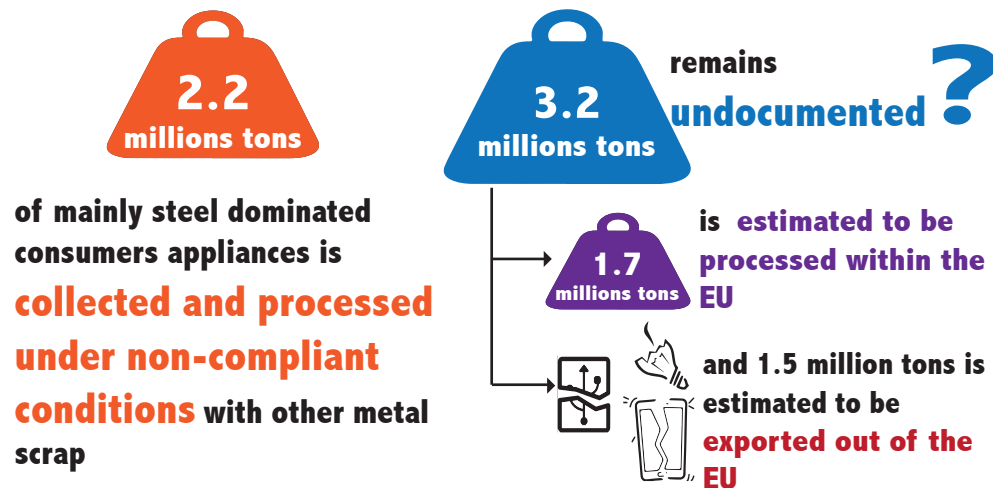 2.2
millions tons
of mainly steel dominated
consumers appliances is
collected and processed
under non-compliant
conditions with other metal
scrap
3.2
millions tons
remains
undocumented ?
1.7
millions tons
is estimated to be
processed within the
EU
and 1.5 million tons is
estimated to be
exported out of the
EU